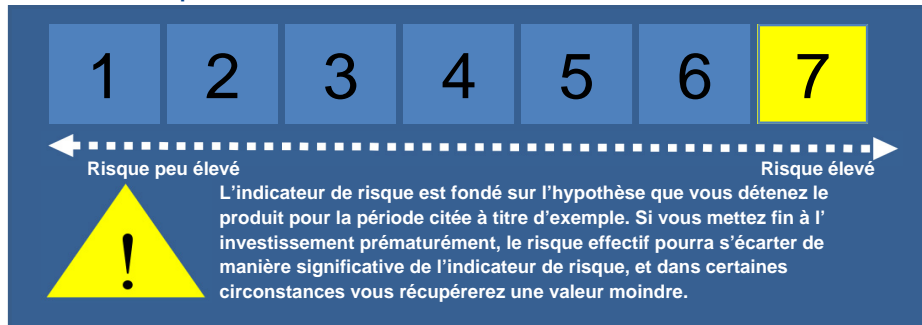 1 2 3 4 5 6 7
Risque peu élevé Risque élevé
L'indicateur de risque est fondé sur l'hypothèse que vous détenez le
produit pour la période citée à titre d'exemple. Si vous mettez fin à l'
investissement prématurément, le risque effectif pourra s'écarter de
manière significative de l'indicateur de risque, et dans certaines
circonstances vous récupérerez une valeur moindre.
!